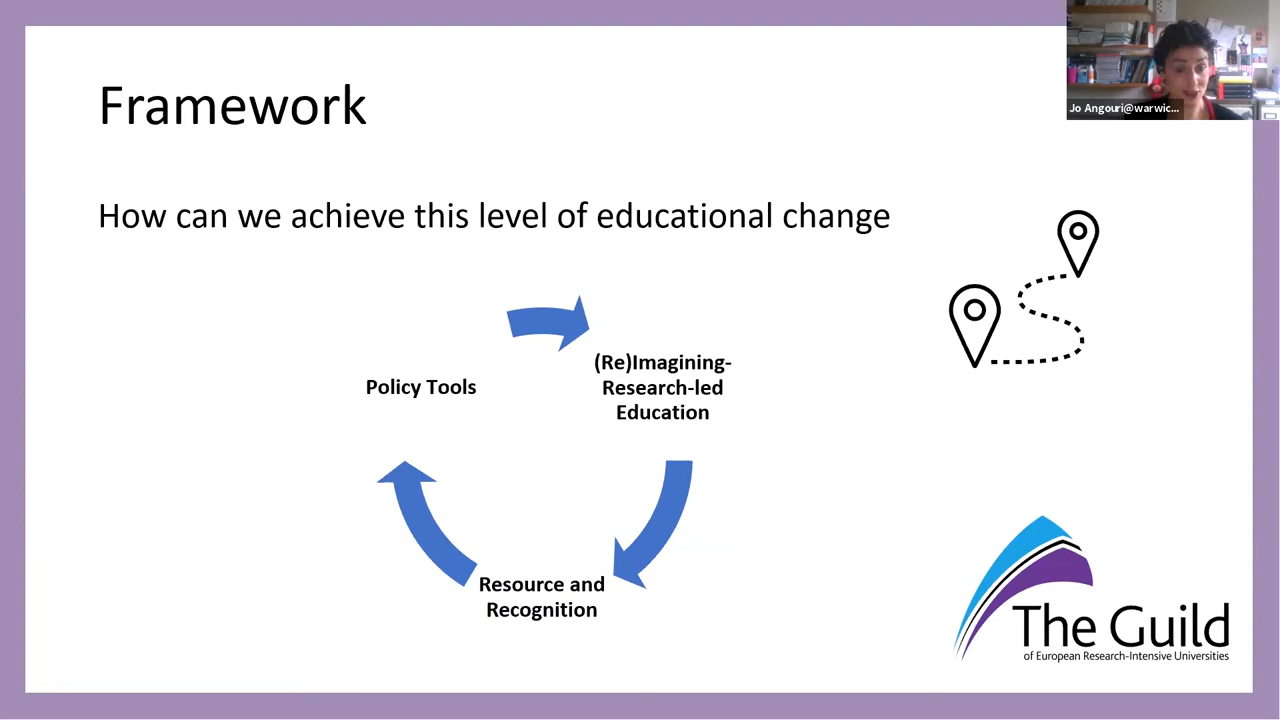 Framework
Jo Angouri@warwic...
How can we achieve this level of educational change
(Re)Imagining-
Research-led
Education
Policy Tools
Resource and
Recognition
The Guild
of European Research-Intensive Universities